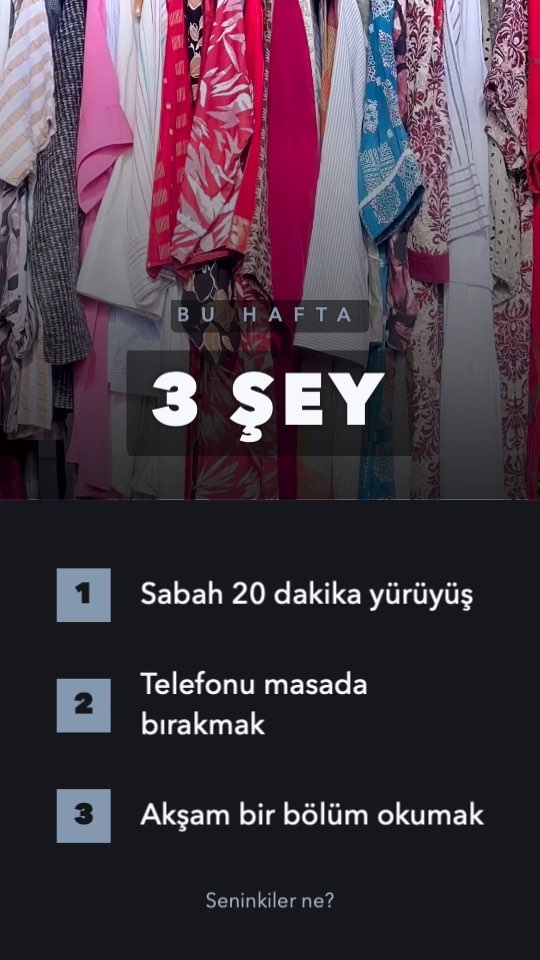 BU HAFTA
3 ŞEY
1 Sabah 20 dakika yürüyüş
2 Telefonu masada
bırakmak
3 Akşam bir bölüm okumak
Seninkiler ne?